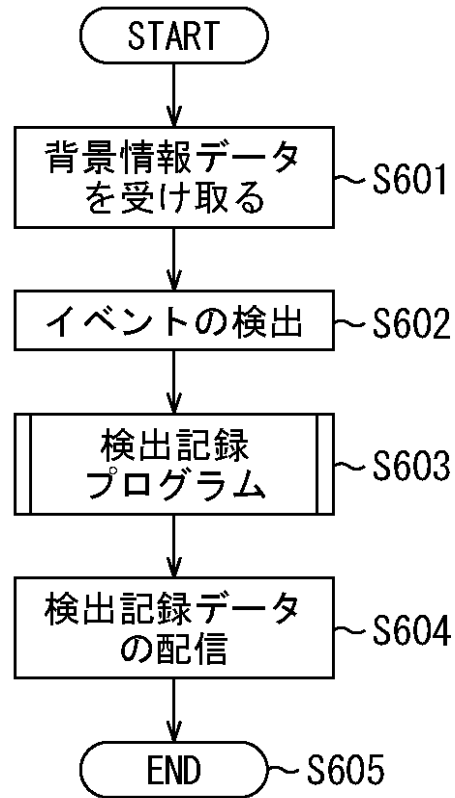 START
背景情報データ
を受け取る
S601
イベントの検出
S602
検出記録
プログラム
S603
検出記録データ
の配信
S604
END
S605